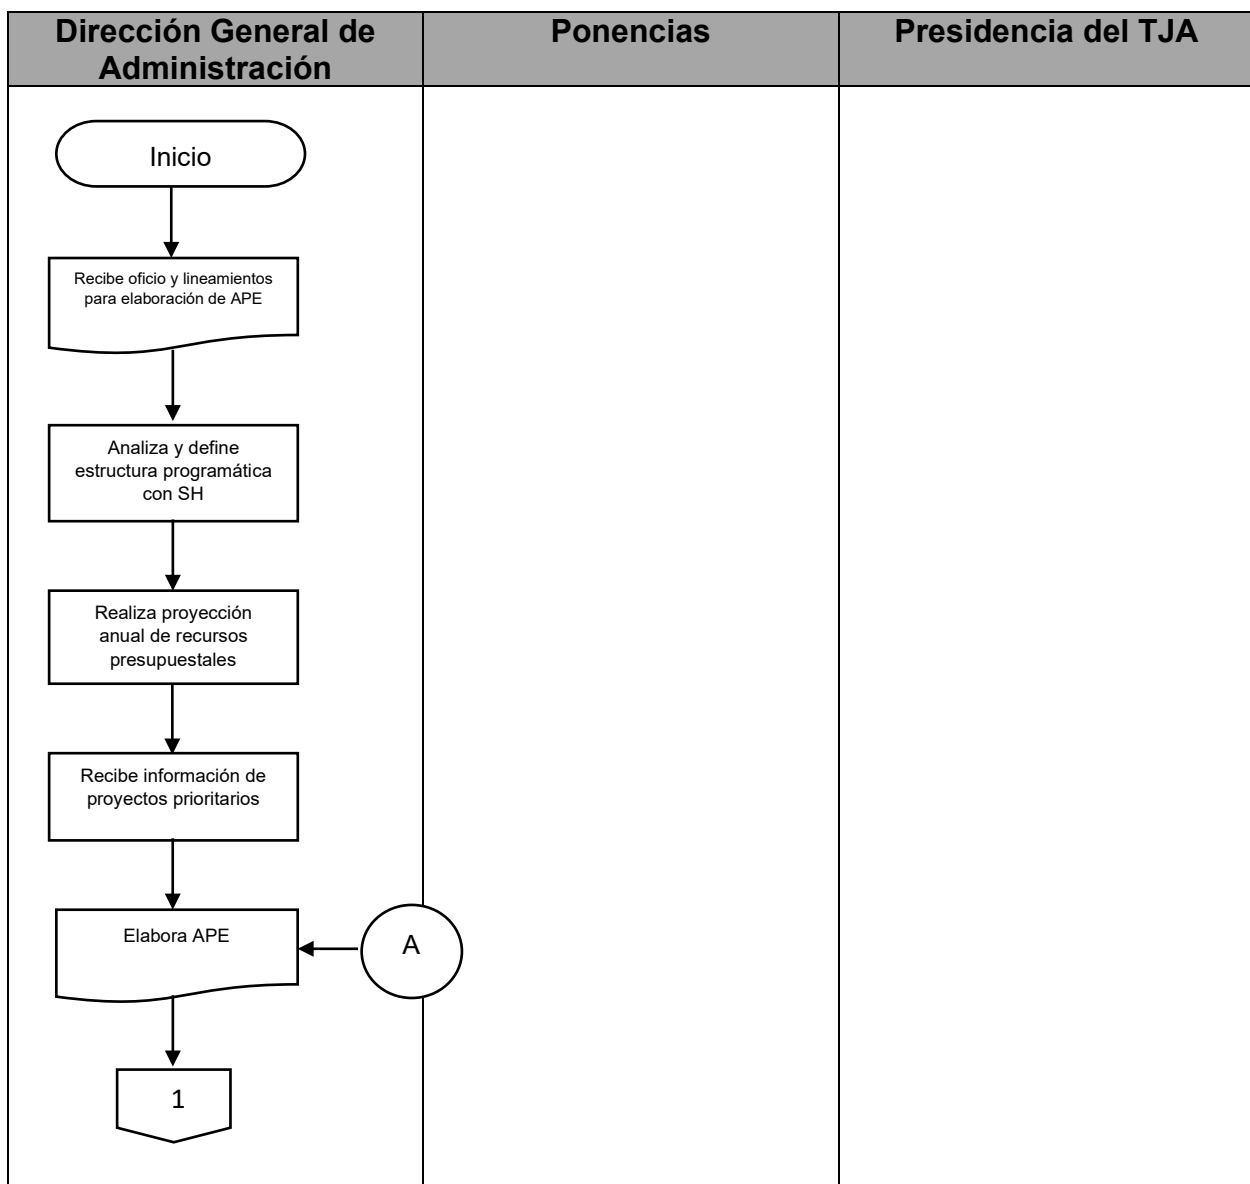 Dirección General de
Administración
Ponencias
Presidencia del TJA
Inicio
Recibe oficio y lineamientos
para elaboración de APE
Analiza y define
estructura programática
con SH
Realiza proyección
anual de recursos
presupuestales
Recibe información de
proyectos prioritarios
Elabora APE
A
1